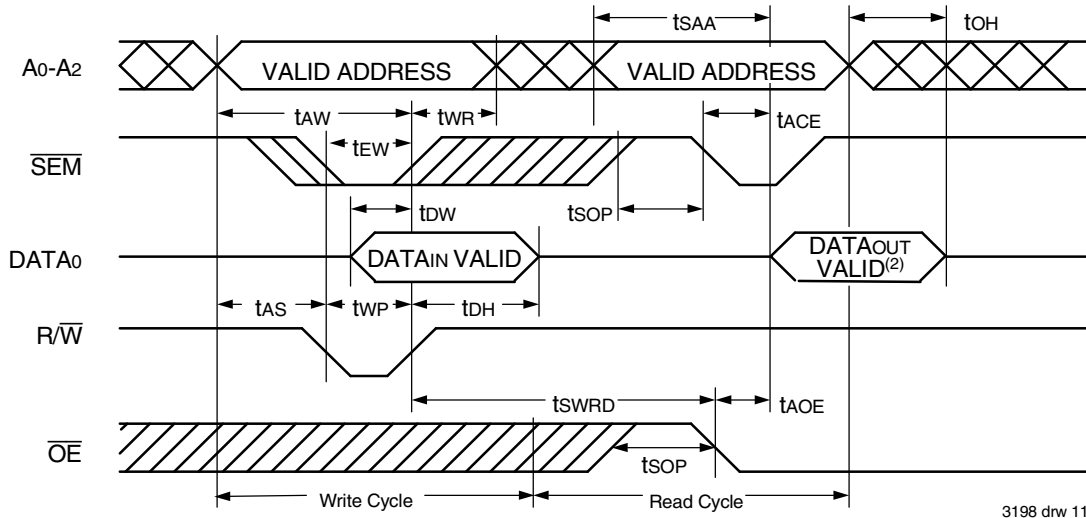 tSAA
tOH
A0-A2
VALID ADDRESS
VALID ADDRESS
tAW
tWR
tACE
tEW
SEM
tDW
tSOP
DATA0
DATAIN VALID
DATAOUT
VALID(2)
tAS
tWP
tDH
R/W
tSWRD
tAOE
OE
tSOP
Write Cycle
Read Cycle
3198 drw 11